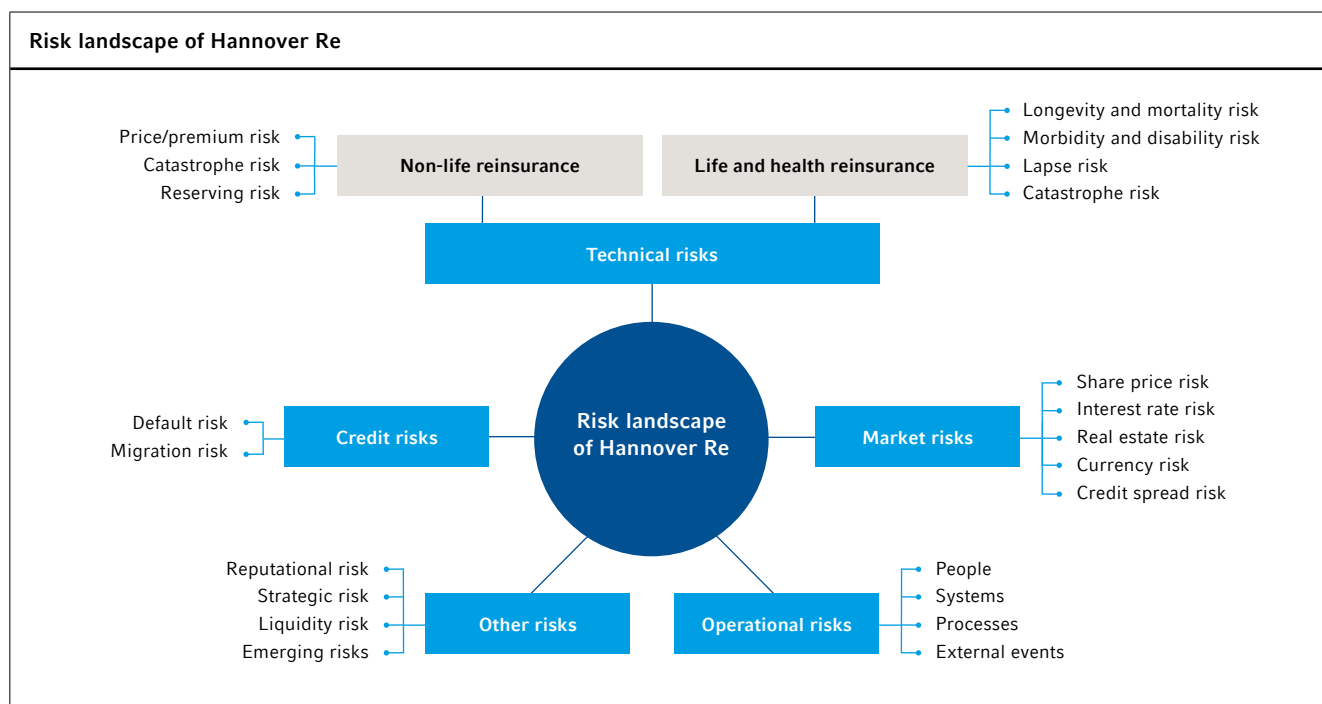 Risk landscape of Hannover Re
Price/premium risk
Catastrophe risk
Reserving risk
Non-life reinsurance
Life and health reinsurance
Longevity and mortality risk
Morbidity and disability risk
Lapse risk
Catastrophe risk
Technical risks
Default risk
Migration risk
Credit risks
Risk landscape
of Hannover Re
Market risks
Share price risk
Interest rate risk
Real estate risk
Currency risk
Credit spread risk
Reputational risk
Strategic risk
Liquidity risk
Emerging risks
Other risks
Operational risks
People
Systems
Processes
External events